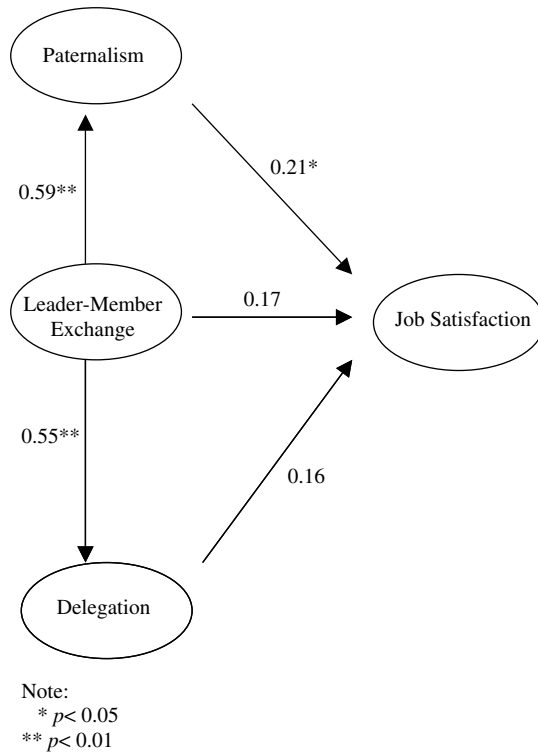 Paternalism
0.21*
0.59**
Leader-Member
Exchange
0.17
Job Satisfaction
0.55**
0.16
Delegation
Note:
* p< 0.05
** p< 0.01